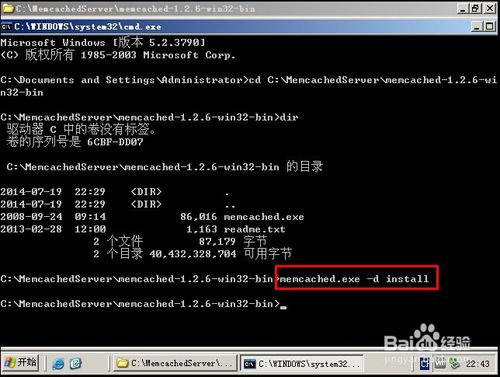 C:\MemcachedServer\memcached-1.2.6-win32-bin
C:\WINDOWS\system32\cmd.exe
Microsoft Windows [版本 5.2.3790]
<C> 版权所有 1985-2003 Microsoft Corp.
C:\Documents and Settings\Administrator>cd C:\MemcachedServer\memcached-1.2.6-wi
n32-bin
C:\MemcachedServer\memcached-1.2.6-win32-bin>dir
驱动器 C 中的卷没有标签。
卷的序列号是 6CBF-DD07
C:\MemcachedServer\memcached-1.2.6-win32-bin 的目录
2014-07-19 22:29 <DIR> .
2014-07-19 22:29 <DIR> ..
2008-09-24 09:14 86,016 memcached.exe
2013-02-28 12:00 1,163 readme.txt
2 个文件 87,179 字节
2 个目录 40,432,328,704 可用字节
C:\MemcachedServer\memcached-1.2.6-win32-bin>memcached.exe -d install
C:\MemcachedServer\memcached-1.2.6-win32-bin>_
Baidu 经验
jingyan.baidu.com
开始 C:\MemcachedServer\... C:\WINDOWS\system32... 22:43